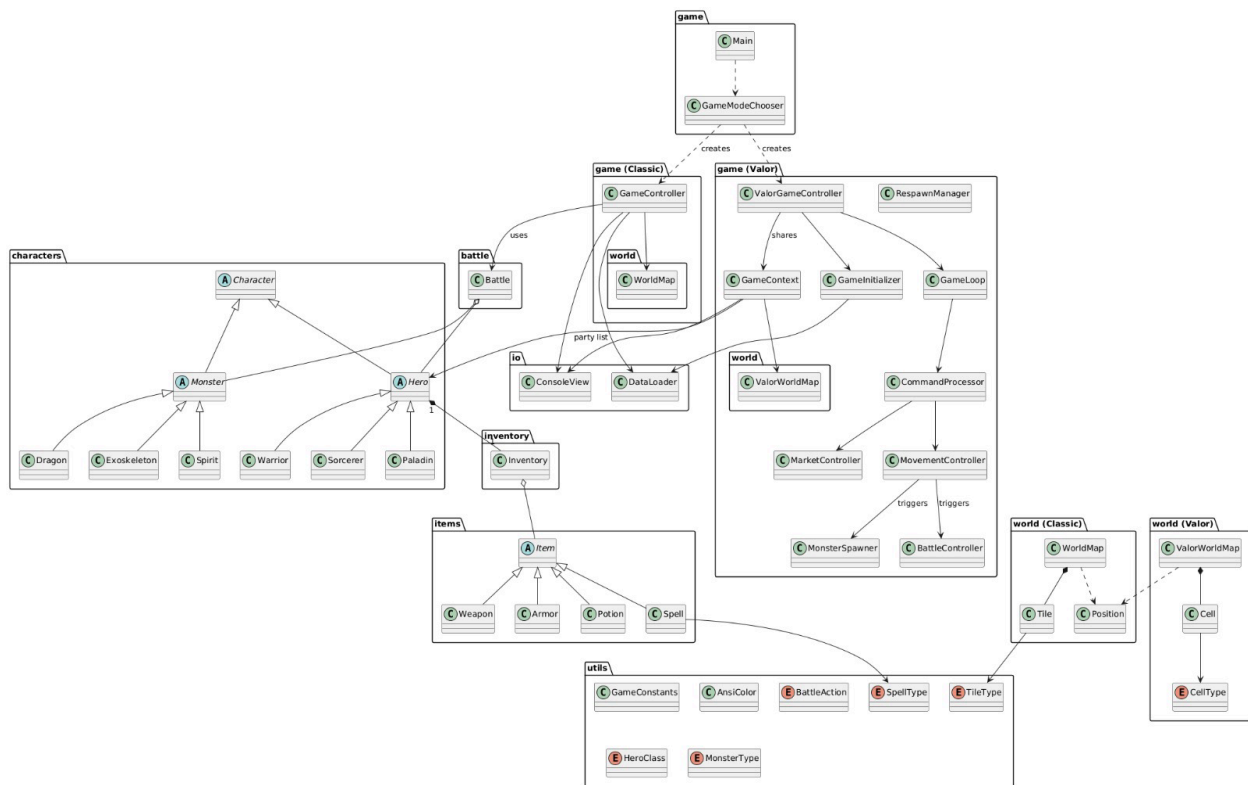 game
C Main
C GameModeChooser
creates
creates
game (Classic)
C GameController
world
C WorldMap
game (Valor)
C ValorGameController
C RespawnManager
shares
C GameContext
C GameInitializer
C GameLoop
world
C ValorWorldMap
C CommandProcessor
C MarketController
C MovementController
triggers
triggers
C MonsterSpawner
C BattleController
uses
battle
C Battle
characters
A Character
A Monster
A Hero
1
C Dragon
C Exoskeleton
C Spirit
C Warrior
C Sorcerer
C Paladin
party list
io
C ConsoleView
C DataLoader
inventory
C Inventory
items
A Item
C Weapon
C Armor
C Potion
C Spell
world (Classic)
C WorldMap
C Tile
C Position
world (Valor)
C ValorWorldMap
C Cell
E CellType
utils
C GameConstants
C AnsiColor
E BattleAction
E SpellType
E TileType
E HeroClass
E MonsterType